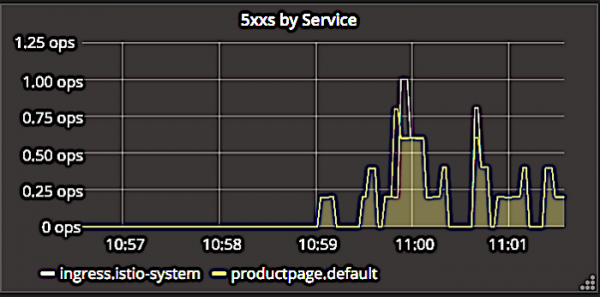 5xxs by Service
1.25 ops
1.00 ops
0.75 ops
0.50 ops
0.25 ops
0 ops
10:57 10:58 10:59 11:00 11:01
ingress.istio-system productpage.default